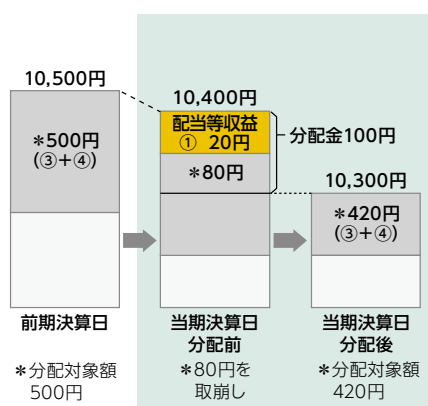 10,500円
10,400円
配当等収益
① 20円
分配金100円
*500円
(③+④)
*80円
10,300円
*420円
(③+④)
前期決算日
当期決算日
分配前
当期決算日
分配後
*分配対象額
500円
*80円を
取崩し
*分配対象額
420円